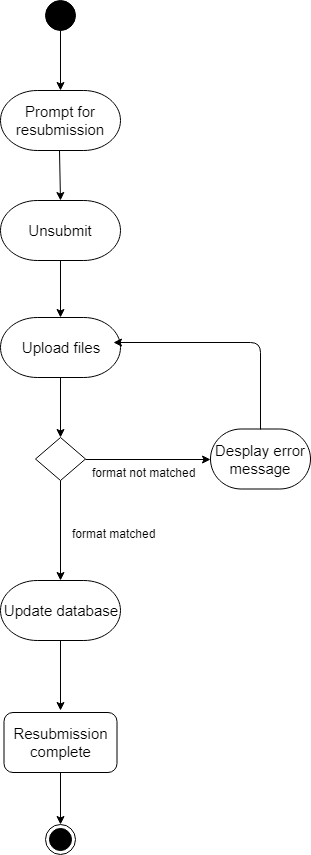 Prompt for
resubmission
Unsubmit
Upload files
Desplay error
message
format not matched
format matched
Update database
Resubmission
complete